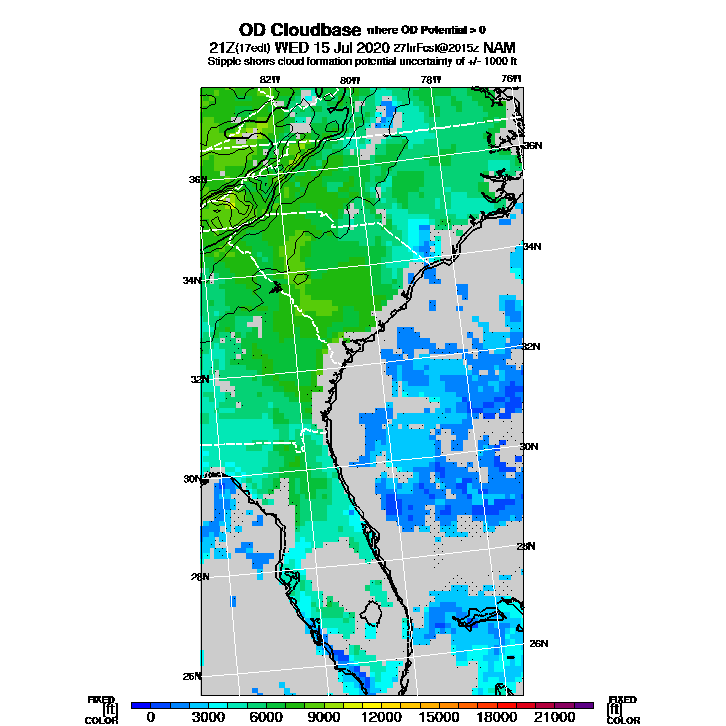 OD Cloudbase where OD Potential > 0
21Z(17edt) WED 15 Jul 2020 27hrFcst@2015z NAM
Stipple shows cloud formation potential uncertainty of +/- 1000 ft
82W 80W 78W 76W
36N 36N
34N 34N
32N 32N
30N 30N
28N 28N
26N 26N
FIXED FIXED
[ft] 0 3000 6000 9000 12000 15000 18000 21000 [ft]
COLOR COLOR